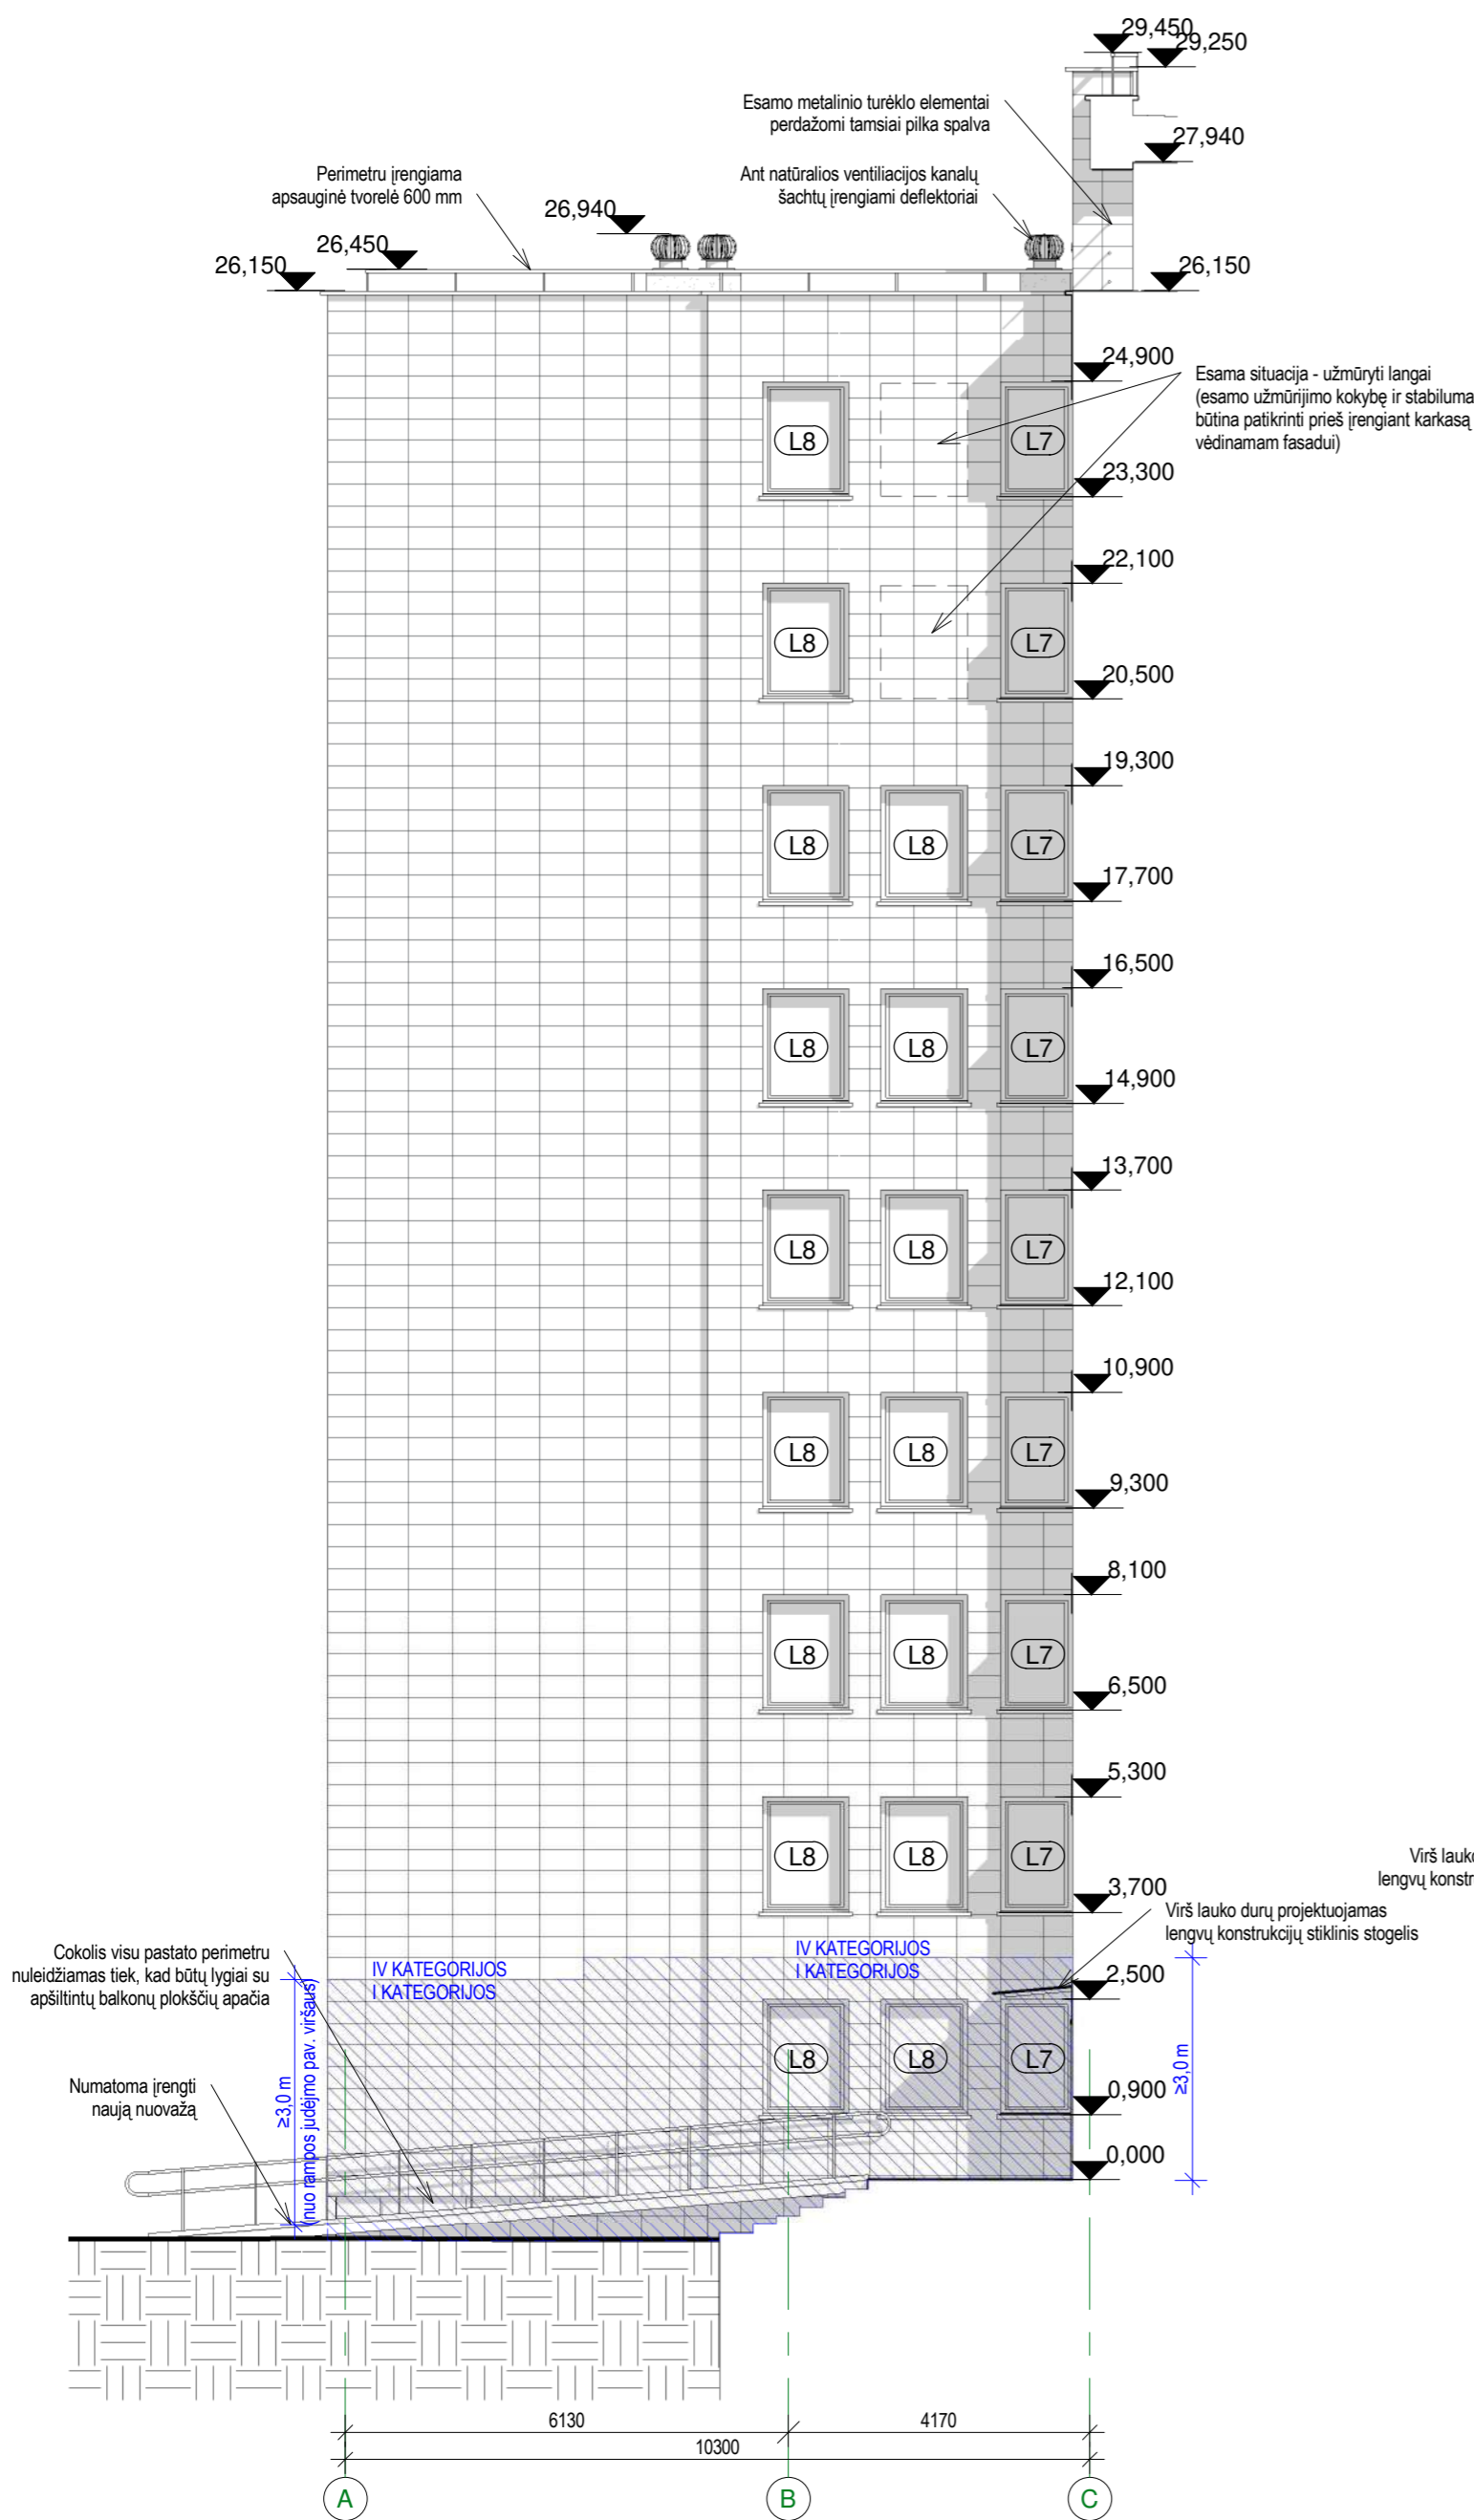 29,450
29,250
Esamo metalinio turėklo elementai
perdažomi tamsiai pilka spalva
27,940
Perimetru įrengiama
apsauginė tvorelė 600 mm
Ant natūralios ventiliacijos kanalų
šachtų įrengiami deflektoriai
26,940
26,450
26,150
26,150
24,900
Esama situacija - užmūryti langai
(esamo užmūrijimo kokybę ir stabiluma
būtina patikrinti prieš įrengiant karkasą
vėdinamam fasadui)
L8
L7
23,300
22,100
L8
L7
20,500
19,300
L8
L8
L7
17,700
16,500
L8
L8
L7
14,900
13,700
L8
L8
L7
12,100
10,900
L8
L8
L7
9,300
8,100
L8
L8
L7
6,500
5,300
L8
L8
L7
Virš lauko
lengvų konstr
3,700
Virš lauko durų projektuojamas
lengvų konstrukcijų stiklinis stogelis
Cokolis visu pastato perimetru
nuleidžiamas tiek, kad būtų lygiai su
apšiltintų balkonų plokščių apačia
IV KATEGORIJOS
I KATEGORIJOS
IV KATEGORIJOS
I KATEGORIJOS
2,500
L8
L8
L7
≥3,0 m
(nuo rampos judėjmo pav. viršaus)
≥3,0 m
Numatoma įrengti
naują nuovažą
0,900
0,000
6130
4170
10300
A
B
C